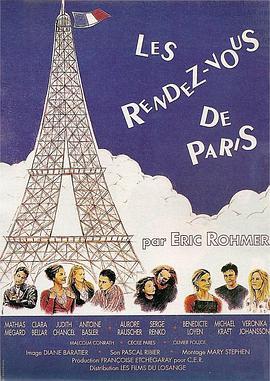 LES
RENDEZ-VOUS
DE
PARIS
par ERIC ROHMER
MATHIAS MEGARD
CLARA BELLAR
JUDITH CHANCEL
ANTOINE BASLER
AURORE RAUSCHER
SERGE RENKO
BENEDICTE LOYEN
MICHAEL KRAFT
VERONIKA JOHANSSON
MALCOLM CONRATH CECILE PARES OLIVIER POUJOL
Image DIANE BARATIER Son PASCAL RIBIER Montage MARY STEPHEN
Production FRANÇOISE ETCHEGARAY pour C.E.R.
Distribution LES FILMS DU LOSANGE